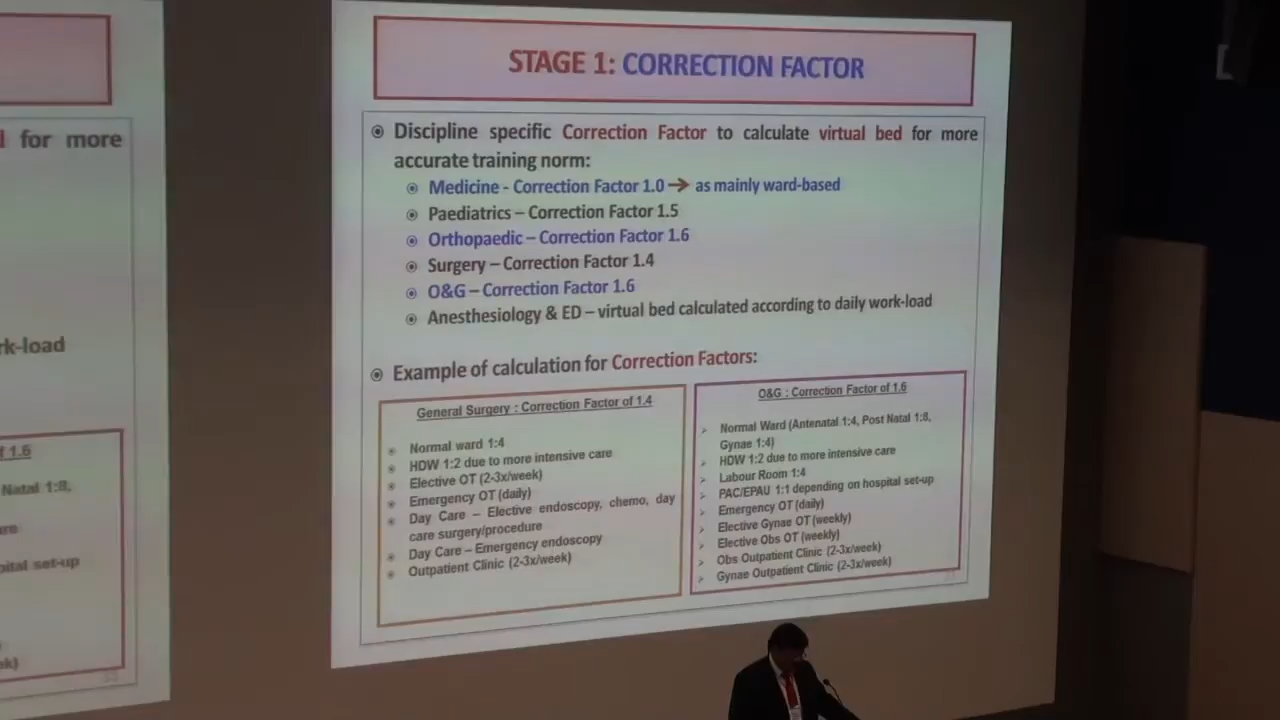 STAGE 1: CORRECTION FACTOR
Discipline specific Correction Factor to calculate virtual bed for more
accurate training norm:
Medicine - Correction Factor 1.0 → as mainly ward-based
Paediatrics – Correction Factor 1.5
Orthopaedic – Correction Factor 1.6
Surgery – Correction Factor 1.4
O&G – Correction Factor 1.6
Anesthesiology & ED – virtual bed calculated according to daily work-load
Example of calculation for Correction Factors:
General Surgery : Correction Factor of 1.4
Normal ward 1:4
HDW 1:2 due to more intensive care
Elective OT (2-3x/week)
Emergency OT (daily)
Day Care – Elective endoscopy, chemo, day
care surgery/procedure
Day Care – Emergency endoscopy
Outpatient Clinic (2-3x/week)
O&G : Correction Factor of 1.6
Normal Ward (Antenatal 1:4, Post Natal 1:8,
Gynae 1:4)
HDW 1:2 due to more intensive care
Labour Room 1:4
PAC/EPAU 1:1 depending on hospital set-up
Emergency OT (daily)
Elective Gynae OT (weekly)
Elective Obs OT (weekly)
Obs Outpatient Clinic (2-3x/week)
Gynae Outpatient Clinic (2-3x/week)
for more
rk-load
f 1.6
Natal 1:8,
are
pital set-up
ek)